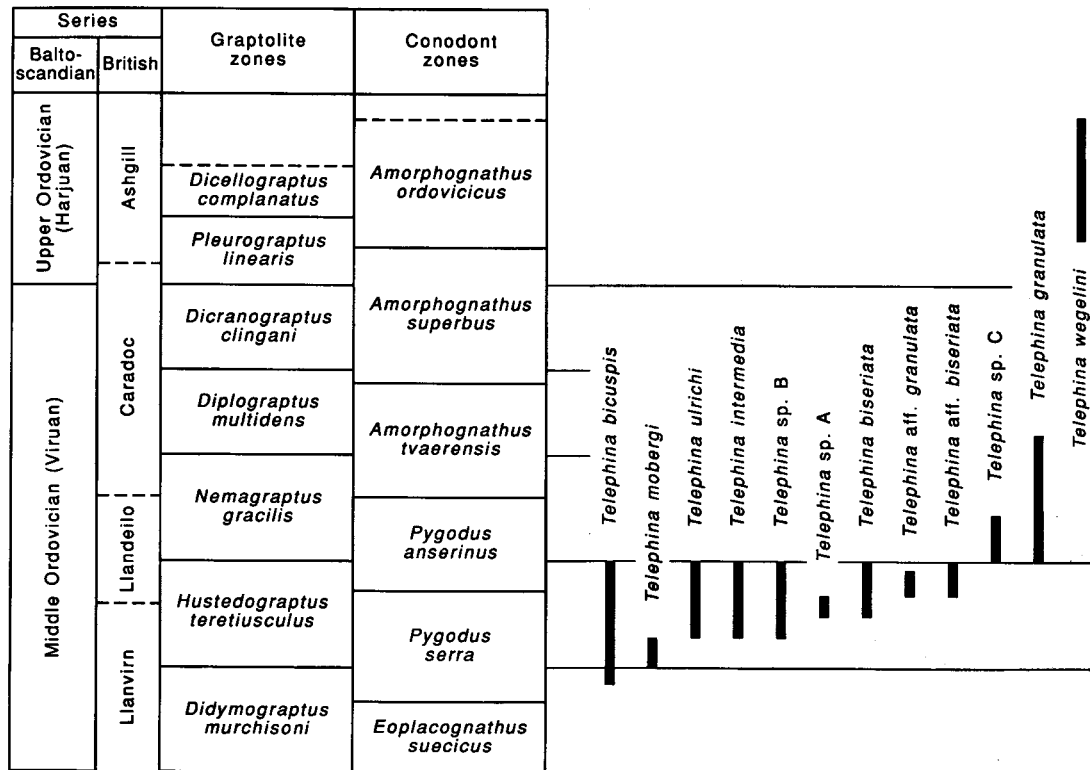 Series
Balto-
scandian
British
Graptolite
zones
Conodont
zones
Upper Ordovician
(Harjuan)
Middle Ordovician (Viruan)
Ashgill
Caradoc
Llandeilo
Llanvirn
Dicellograptus
complanatus
Pleurograptus
linearis
Dicranograptus
clingani
Diplograptus
multidens
Nemagraptus
gracilis
Hustedograptus
teretiusculus
Didymograptus
murchisoni
Amorphognathus
ordovicicus
Amorphognathus
superbus
Amorphognathus
tvaerensis
Pygodus
anserinus
Pygodus
serra
Eoplacognathus
suecicus
Telephina bicuspis
Telephina mobergi
Telephina ulrichi
Telephina intermedia
Telephina sp. B
Telephina sp. A
Telephina biseriata
Telephina aff. granulata
Telephina aff. biseriata
Telephina sp. C
Telephina granulata
Telephina wegelini